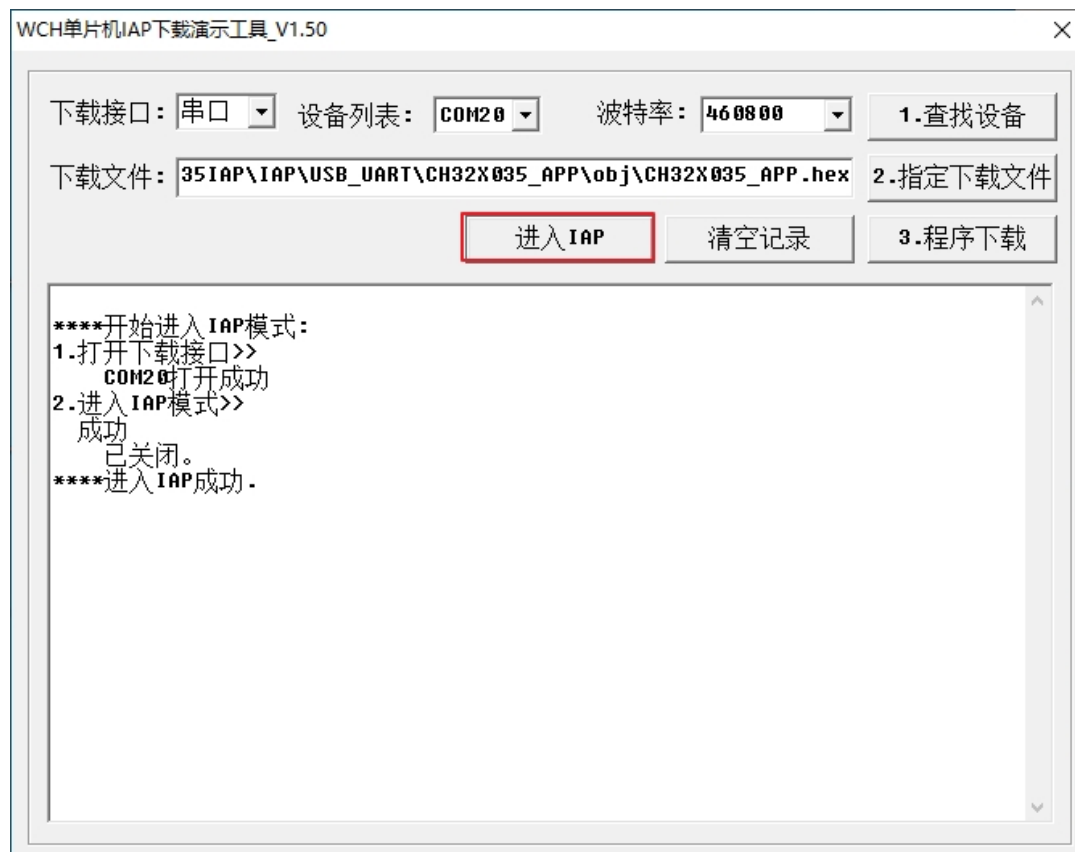 WCH单片机IAP下载演示工具_V1.50
下载接口: 串口 设备列表: COM20 波特率: 460800 1.查找设备
下载文件: 35IAP\IAP\USB_UART\CH32X035_APP\obj\CH32X035_APP.hex 2.指定下载文件
进入IAP 清空记录 3.程序下载
****开始进入IAP模式:
1.打开下载接口>>
COM20打开成功
2.进入IAP模式>>
成功
已关闭。
****进入IAP成功.